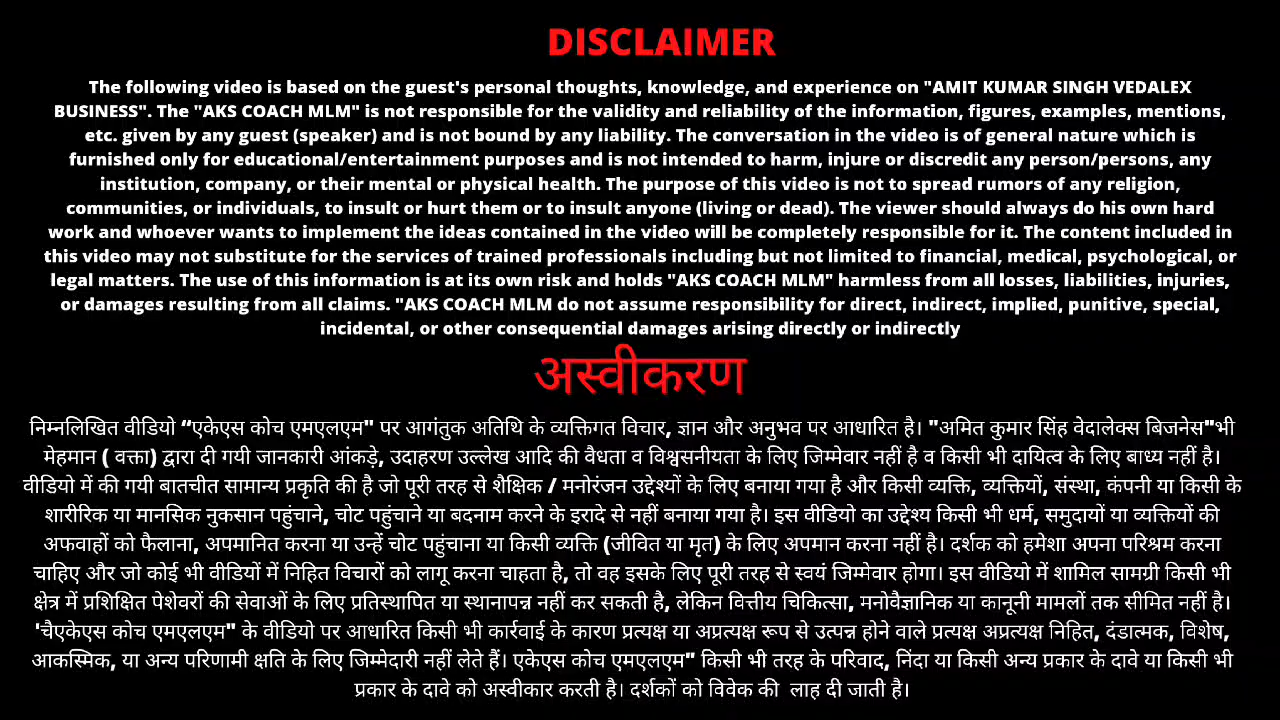 DISCLAIMER
The following video is based on the guest's personal thoughts, knowledge, and experience on "AMIT KUMAR SINGH VEDALEX
BUSINESS". The "AKS COACH MLM" is not responsible for the validity and reliability of the information, figures, examples, mentions,
etc. given by any guest (speaker) and is not bound by any liability. The conversation in the video is of general nature which is
furnished only for educational/entertainment purposes and is not intended to harm, injure or discredit any person/persons, any
institution, company, or their mental or physical health. The purpose of this video is not to spread rumors of any religion,
communities, or individuals, to insult or hurt them or to insult anyone (living or dead). The viewer should always do his own hard
work and whoever wants to implement the ideas contained in the video will be completely responsible for it. The content included in
this video may not substitute for the services of trained professionals including but not limited to financial, medical, psychological, or
legal matters. The use of this information is at its own risk and holds "AKS COACH MLM" harmless from all losses, liabilities, injuries,
or damages resulting from all claims. "AKS COACH MLM do not assume responsibility for direct, indirect, implied, punitive, special,
incidental, or other consequential damages arising directly or indirectly
अस्वीकरण
निम्नलिखित वीडियो “एकेएस कोच एमएलएम" पर आगंतुक अतिथि के व्यक्तिगत विचार, ज्ञान और अनुभव पर आधारित है। "अमित कुमार सिंह वेदालेक्स बिजनेस"भी
मेहमान ( वक्ता) द्वारा दी गयी जानकारी आंकड़े, उदाहरण उल्लेख आदि की वैधता व विश्वसनीयता के लिए जिम्मेवार नहीं है व किसी भी दायित्व के लिए बाध्य नहीं है।
वीडियो में की गयी बातचीत सामान्य प्रकृति की है जो पूरी तरह से शैक्षिक / मनोरंजन उद्देश्यों के लिए बनाया गया है और किसी व्यक्ति, व्यक्तियों, संस्था, कंपनी या किसी के
शारीरिक या मानसिक नुकसान पहुंचाने, चोट पहुंचाने या बदनाम करने के इरादे से नहीं बनाया गया है। इस वीडियो का उद्देश्य किसी भी धर्म, समुदायों या व्यक्तियों की
अफवाहों को फैलाना, अपमानित करना या उन्हें चोट पहुंचाना या किसी व्यक्ति (जीवित या मृत) के लिए अपमान करना नहीं है। दर्शक को हमेशा अपना परिश्रम करना
चाहिए और जो कोई भी वीडियों में निहित विचारों को लागू करना चाहता है, तो वह इसके लिए पूरी तरह से स्वयं जिम्मेवार होगा। इस वीडियो में शामिल सामग्री किसी भी
क्षेत्र में प्रशिक्षित पेशेवरों की सेवाओं के लिए प्रतिस्थापित या स्थानापन्न नहीं कर सकती है, लेकिन वित्तीय चिकित्सा, मनोवैज्ञानिक या कानूनी मामलों तक सीमित नहीं है।
'चैएकेएस कोच एमएलएम" के वीडियो पर आधारित किसी भी कार्रवाई के कारण प्रत्यक्ष या अप्रत्यक्ष रूप से उत्पन्न होने वाले प्रत्यक्ष अप्रत्यक्ष निहित, दंडात्मक, विशेष,
आकस्मिक, या अन्य परिणामी क्षति के लिए जिम्मेदारी नहीं लेते हैं। एकेएस कोच एमएलएम" किसी भी तरह के परिवाद, निंदा या किसी अन्य प्रकार के दावे या किसी भी
प्रकार के दावे को अस्वीकार करती है। दर्शकों को विवेक की लाह दी जाती है।